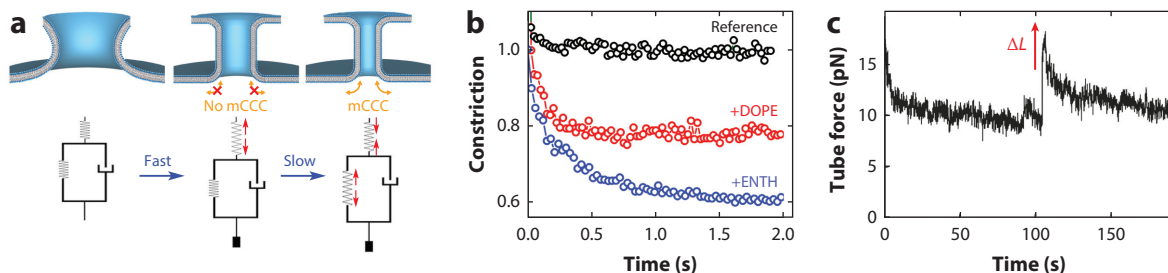 a
No mCCC
mCCC
Fast
Slow
b
Constriction
1.0
0.8
0.6
Reference
+DOPE
+ENTH
0.0
0.5
1.0
1.5
2.0
Time (s)
c
Tube force (pN)
15
10
5
0
ΔL
0
50
100
150
Time (s)